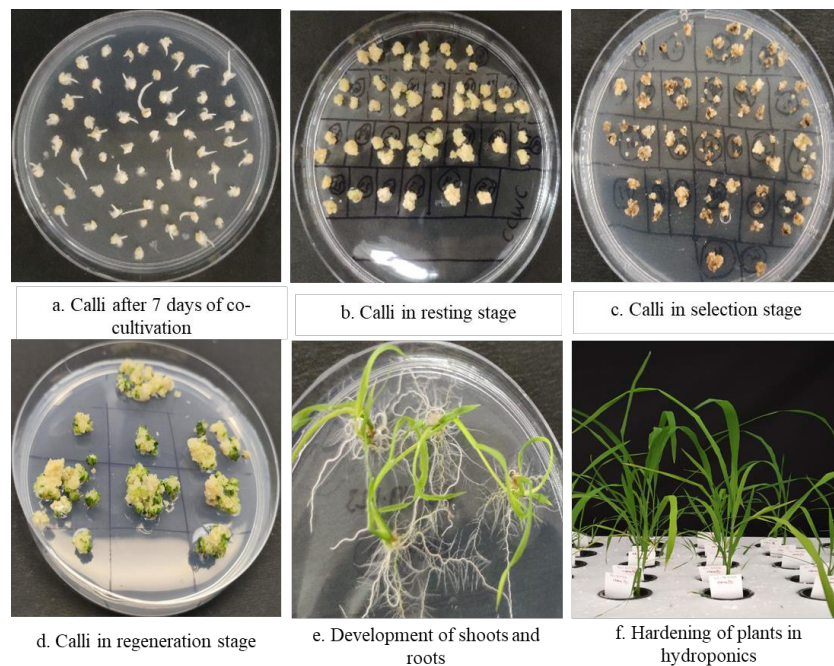 a. Calli after 7 days of co-
cultivation
b. Calli in resting stage
c. Calli in selection stage
CCWC
d. Calli in regeneration stage
e. Development of shoots and
roots
f. Hardening of plants in
hydroponics